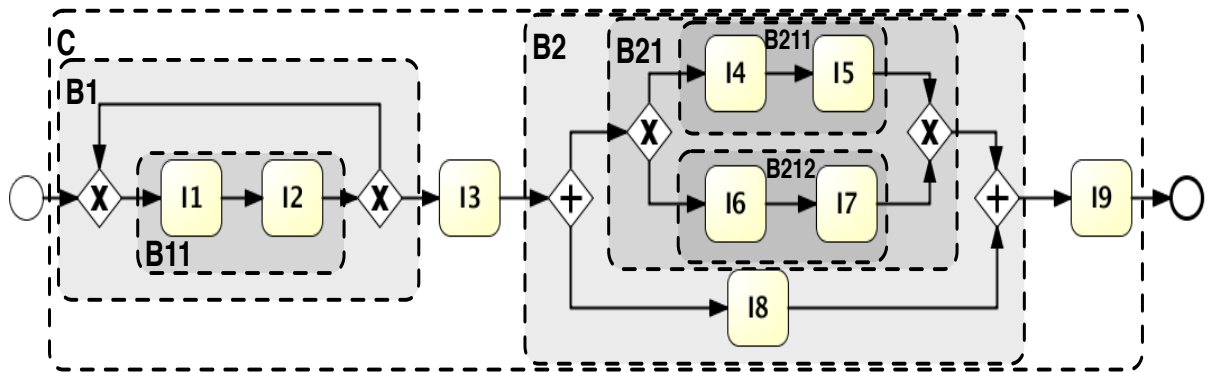 C
B1
X
I1
I2
X
B11
I3
B2
+
B21
X
B211
I4
I5
X
B212
I6
I7
I8
+
I9